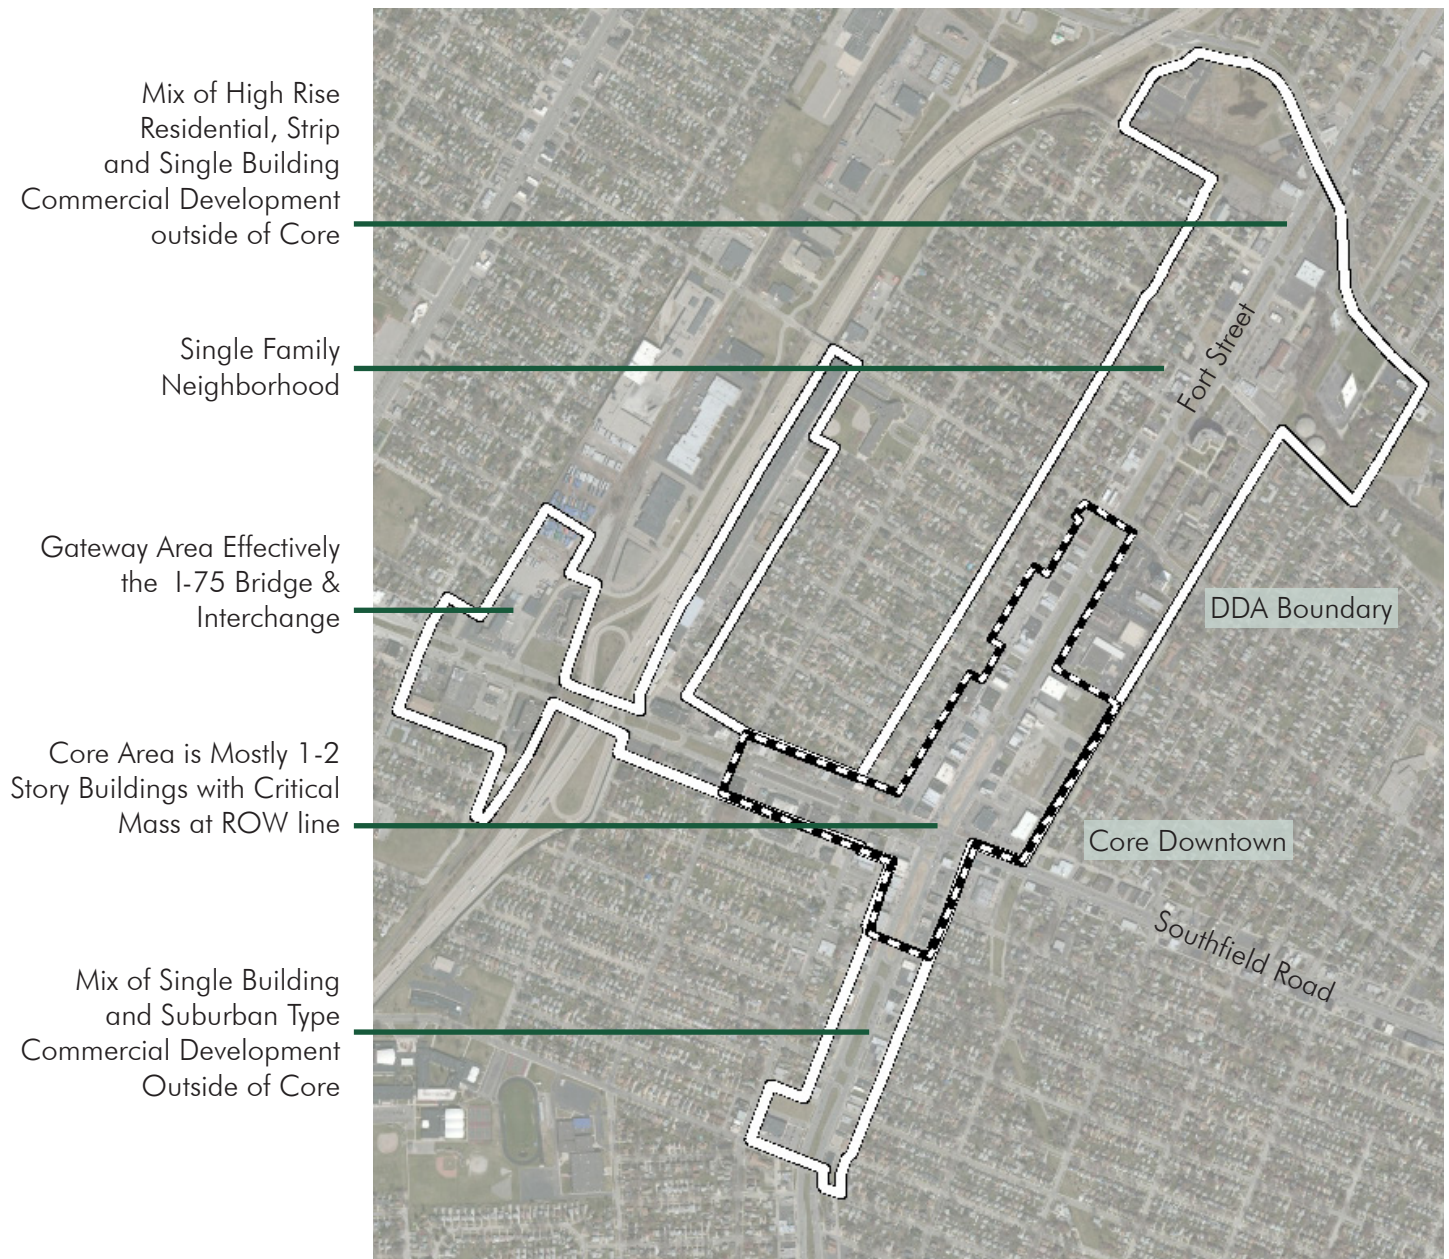 Mix of High Rise
Residential, Strip
and Single Building
Commercial Development
outside of Core
Single Family
Neighborhood
Fort Street
Gateway Area Effectively
the I-75 Bridge &
Interchange
DDA Boundary
Core Area is Mostly 1-2
Story Buildings with Critical
Mass at ROW line
Core Downtown
Southfield Road
Mix of Single Building
and Suburban Type
Commercial Development
Outside of Core